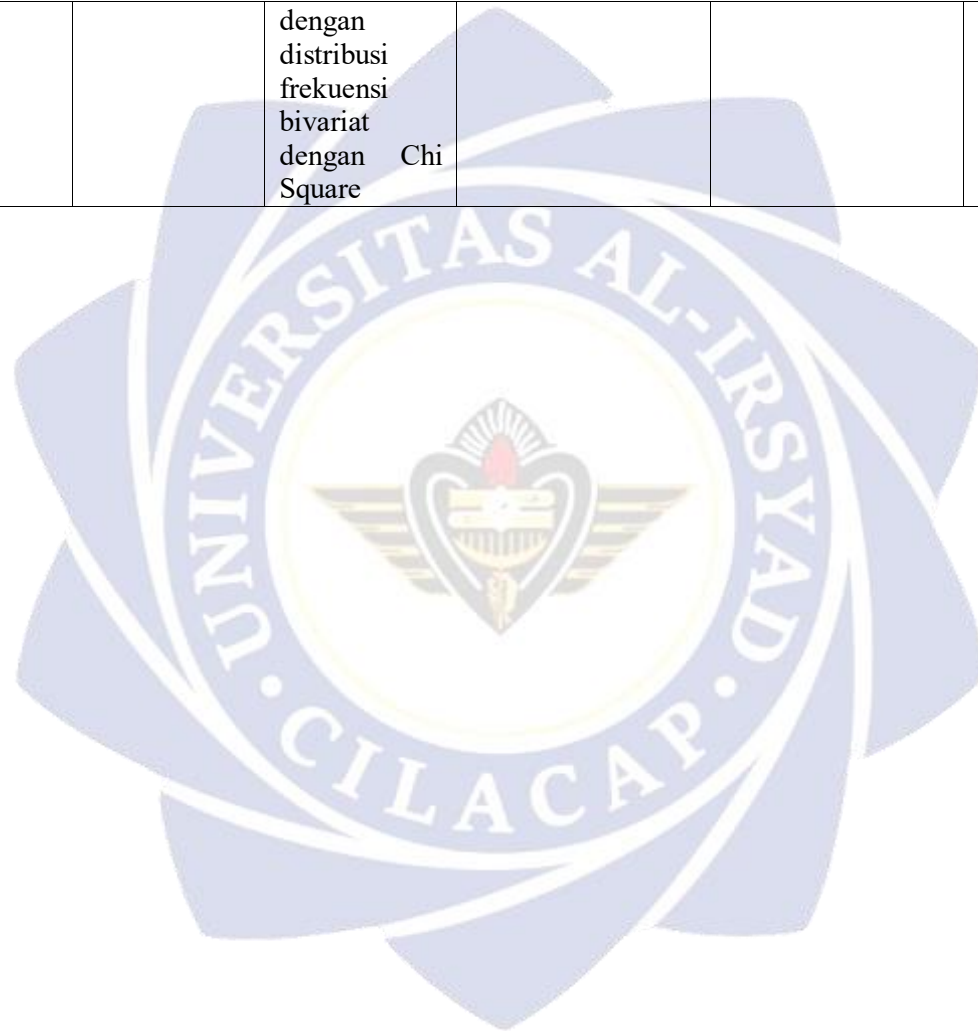 dengan
distribusi
frekuensi
bivariat
dengan Chi
Square
UNIVERSITAS AL-IRSYAD
CILACAP